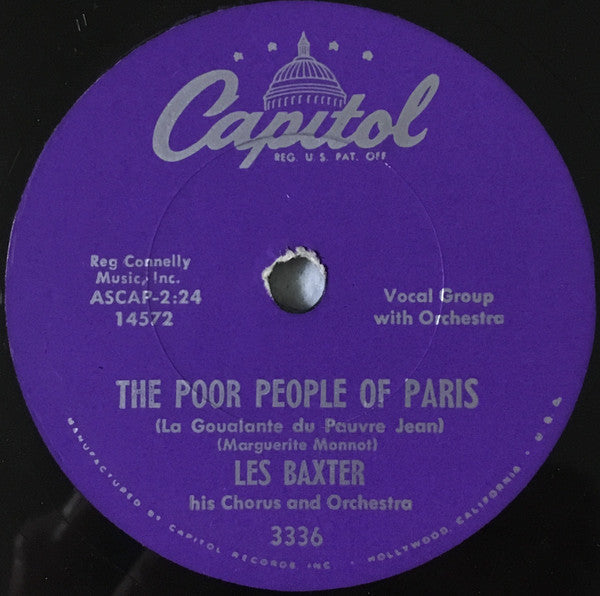 Capitol
REG. U.S. PAT. OFF
Reg Connelly
Music, Inc.
ASCAP-2:24
14572
Vocal Group
with Orchestra
THE POOR PEOPLE OF PARIS
(La Goualante du Pauvre Jean)
(Marguerite Monnot)
LES BAXTER
his Chorus and Orchestra
3336
MANUFACTURED BY CAPITOL RECORDS, INC • HOLLYWOOD, CALIFORNIA • U.S.A.